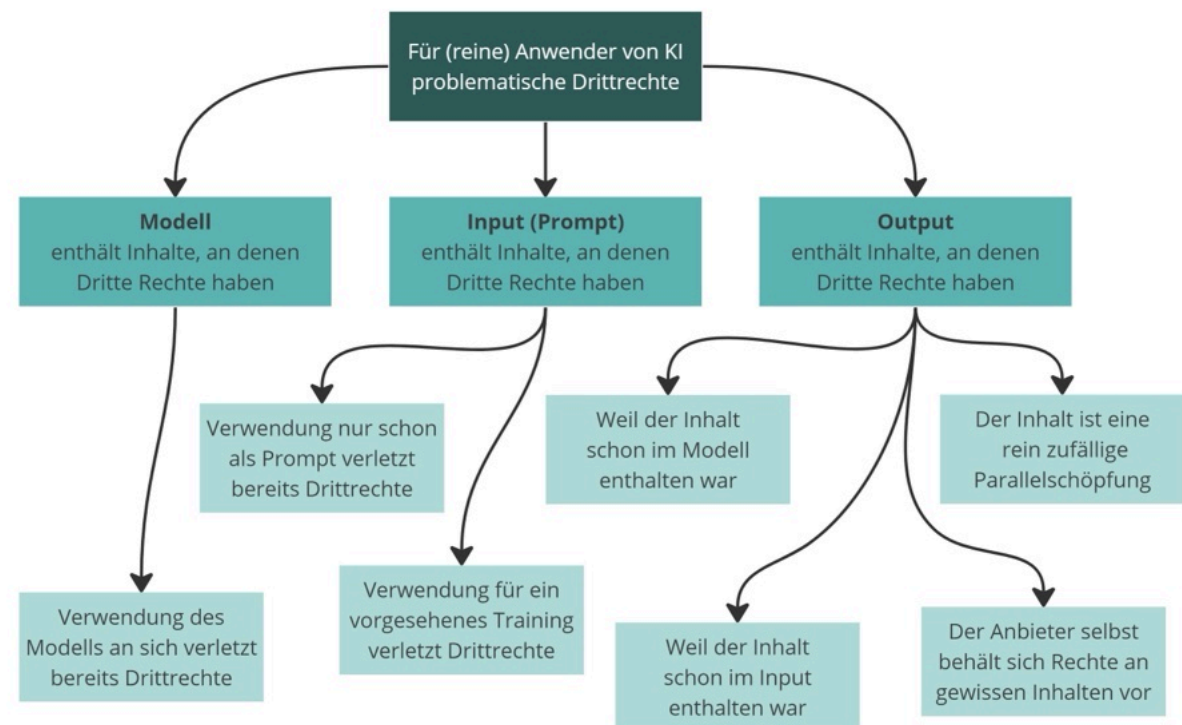 Für (reine) Anwender von KI
problematische Drittrechte
Modell
enthält Inhalte, an denen
Dritte Rechte haben
Input (Prompt)
enthält Inhalte, an denen
Dritte Rechte haben
Output
enthält Inhalte, an denen
Dritte Rechte haben
Verwendung nur schon
als Prompt verletzt
bereits Drittrechte
Weil der Inhalt
schon im Modell
enthalten war
Der Inhalt ist eine
rein zufällige
Parallelschöpfung
Verwendung des
Modells an sich verletzt
bereits Drittrechte
Verwendung für ein
vorgesehenes Training
verletzt Drittrechte
Weil der Inhalt
schon im Input
enthalten war
Der Anbieter selbst
behält sich Rechte an
gewissen Inhalten vor